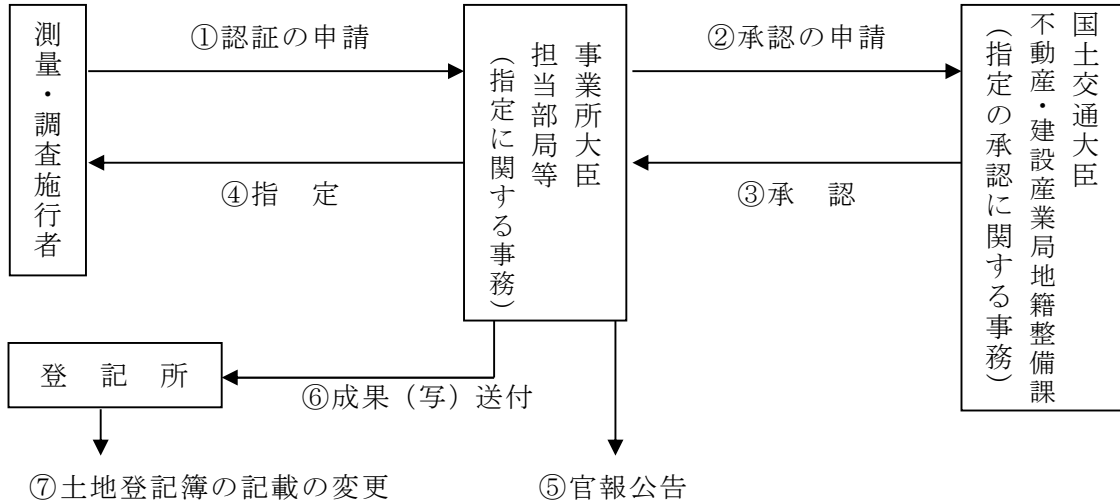 測量・調査施行者
①認証の申請
事業所大臣
担当部局等
（指定に関する事務）
②承認の申請
国土交通大臣
不動産・建設産業局地籍整備課
（指定の承認に関する事務）
③承　認
④指　定
登　記　所
⑥成果（写）送付
⑦土地登記簿の記載の変更
⑤官報公告